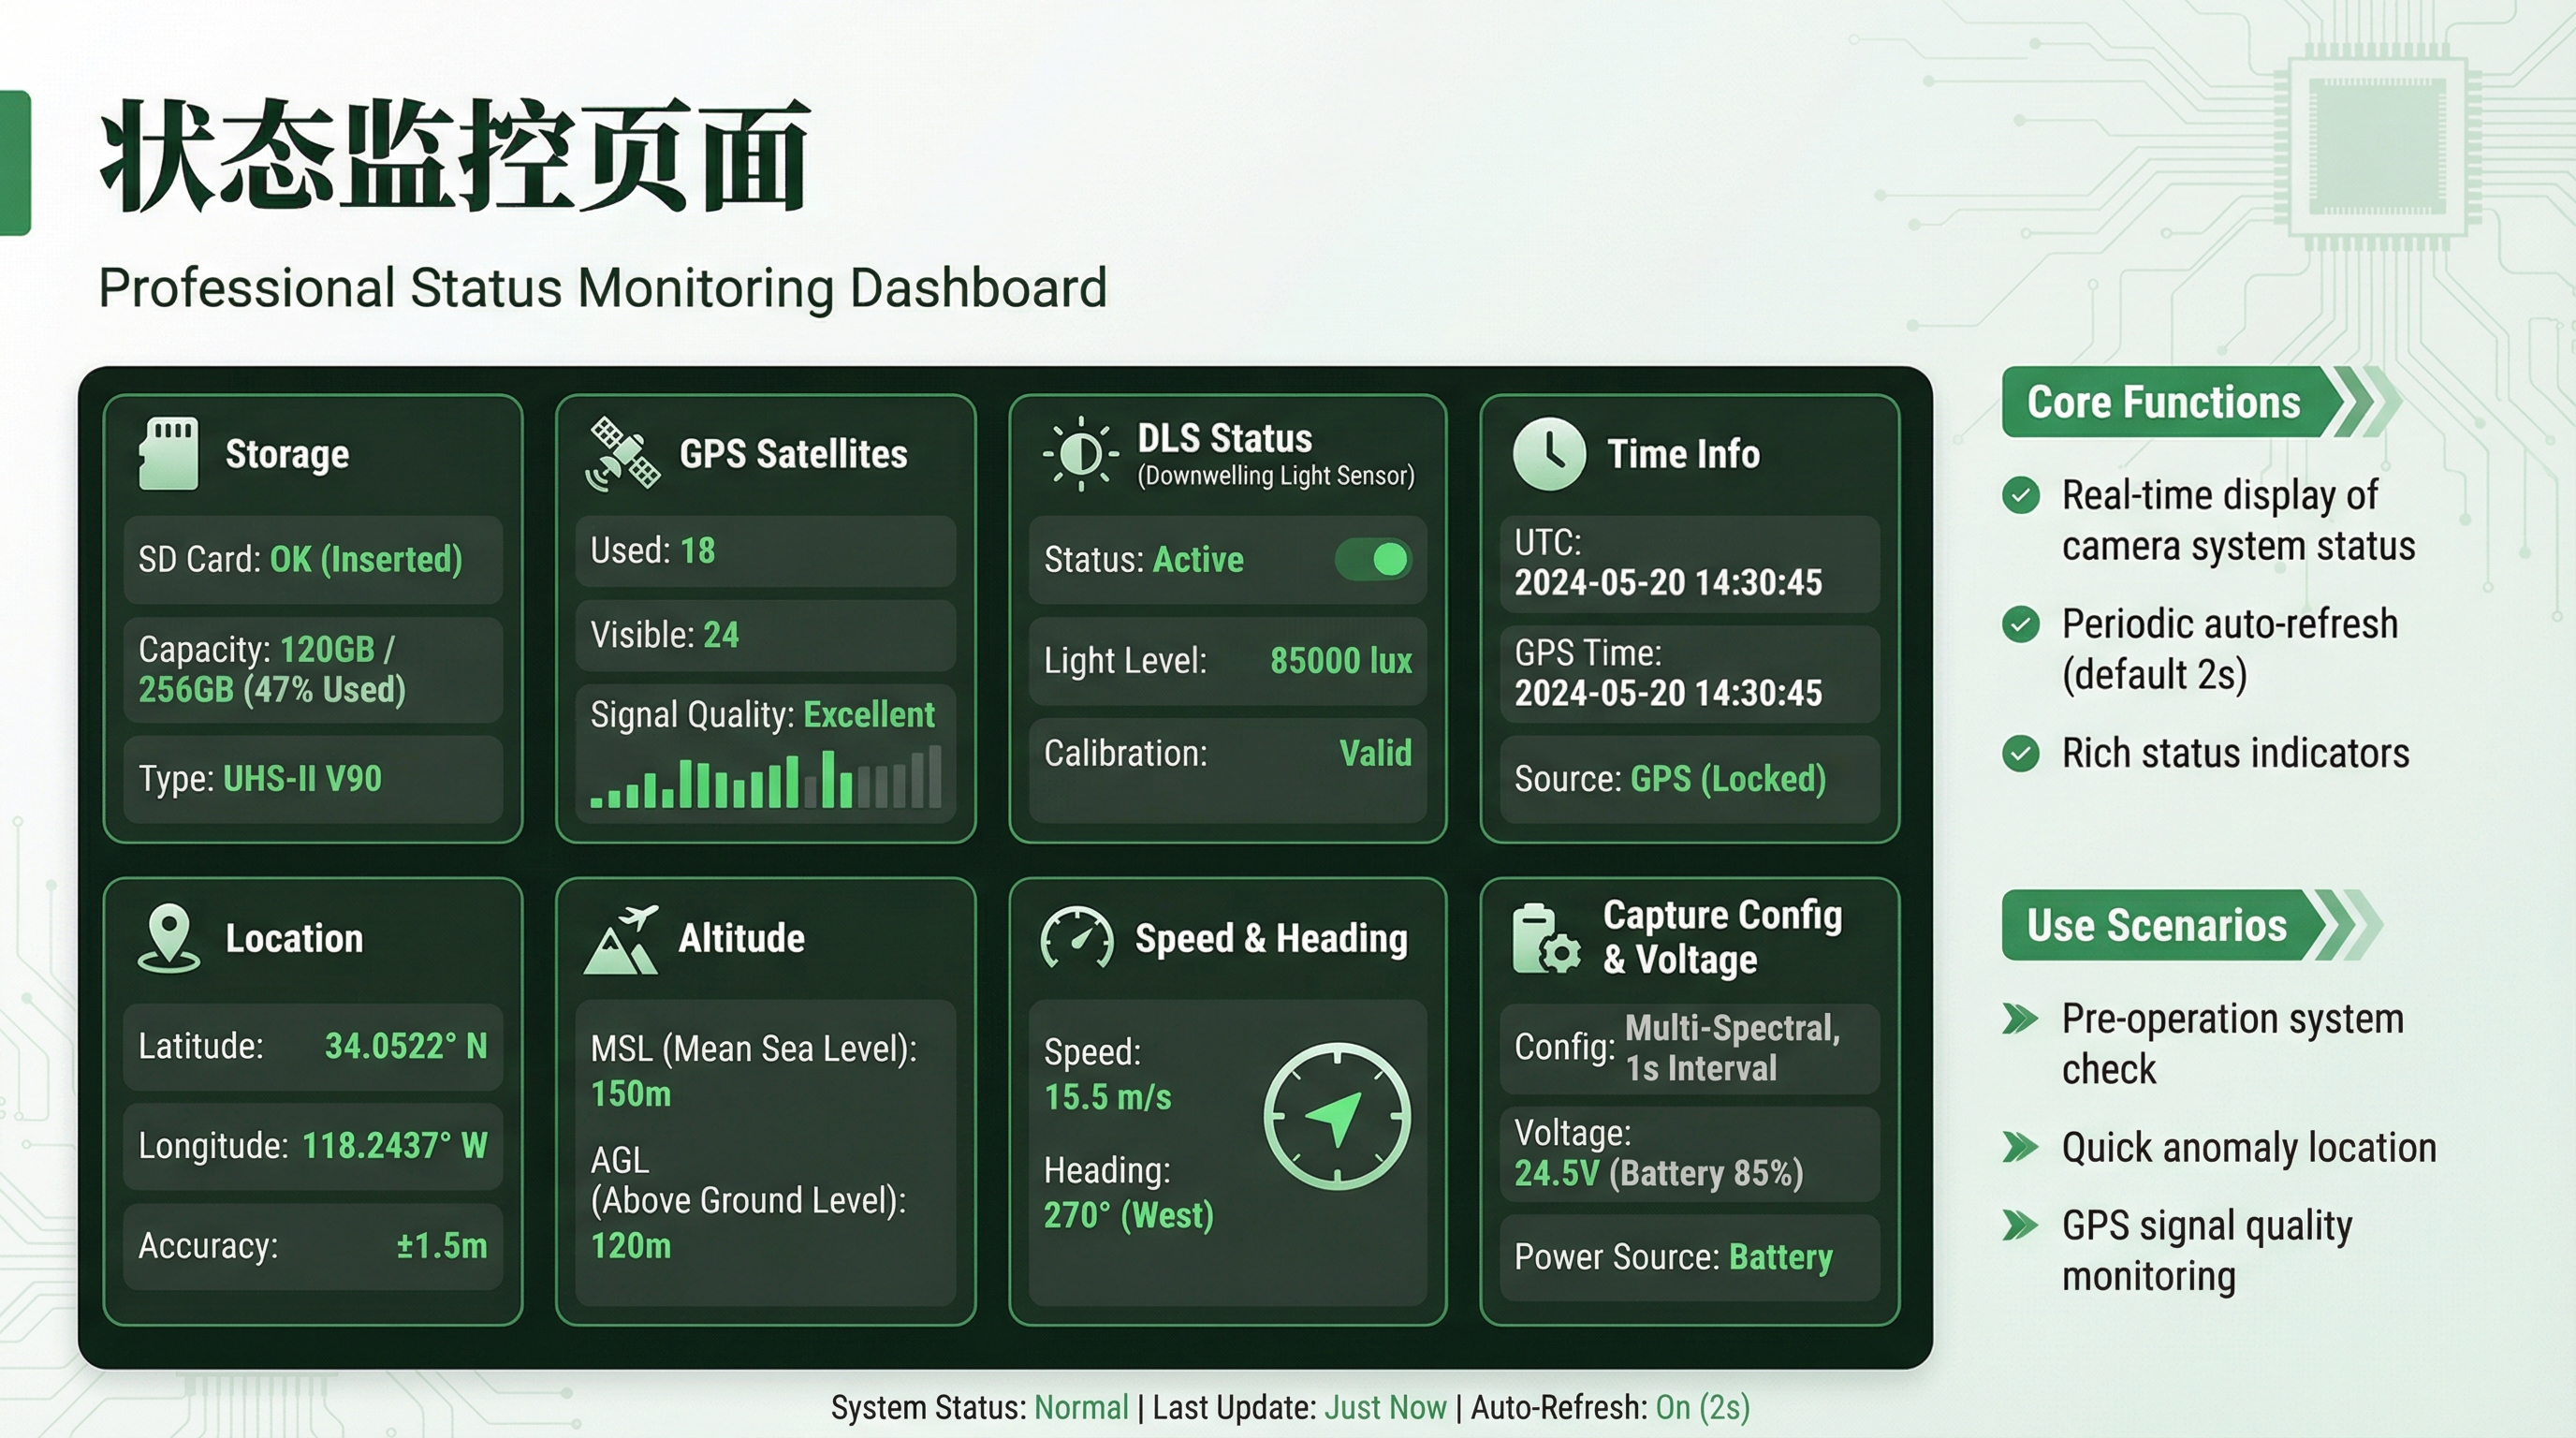 状态监控页面
Professional Status Monitoring Dashboard
Storage
SD Card: OK (Inserted)
Capacity: 120GB /
256GB (47% Used)
Type: UHS-II V90
GPS Satellites
Used: 18
Visible: 24
Signal Quality: Excellent
DLS Status
(Downwelling Light Sensor)
Status: Active
Light Level: 85000 lux
Calibration: Valid
Time Info
UTC:
2024-05-20 14:30:45
GPS Time:
2024-05-20 14:30:45
Source: GPS (Locked)
Location
Latitude: 34.0522° N
Longitude: 118.2437° W
Accuracy: ±1.5m
Altitude
MSL (Mean Sea Level):
150m
AGL
(Above Ground Level):
120m
Speed & Heading
Speed:
15.5 m/s
Heading:
270° (West)
Capture Config
& Voltage
Config: Multi-Spectral,
1s Interval
Voltage:
24.5V (Battery 85%)
Power Source: Battery
Core Functions
Real-time display of
camera system status
Periodic auto-refresh
(default 2s)
Rich status indicators
Use Scenarios
Pre-operation system
check
Quick anomaly location
GPS signal quality
monitoring
System Status: Normal | Last Update: Just Now | Auto-Refresh: On (2s)